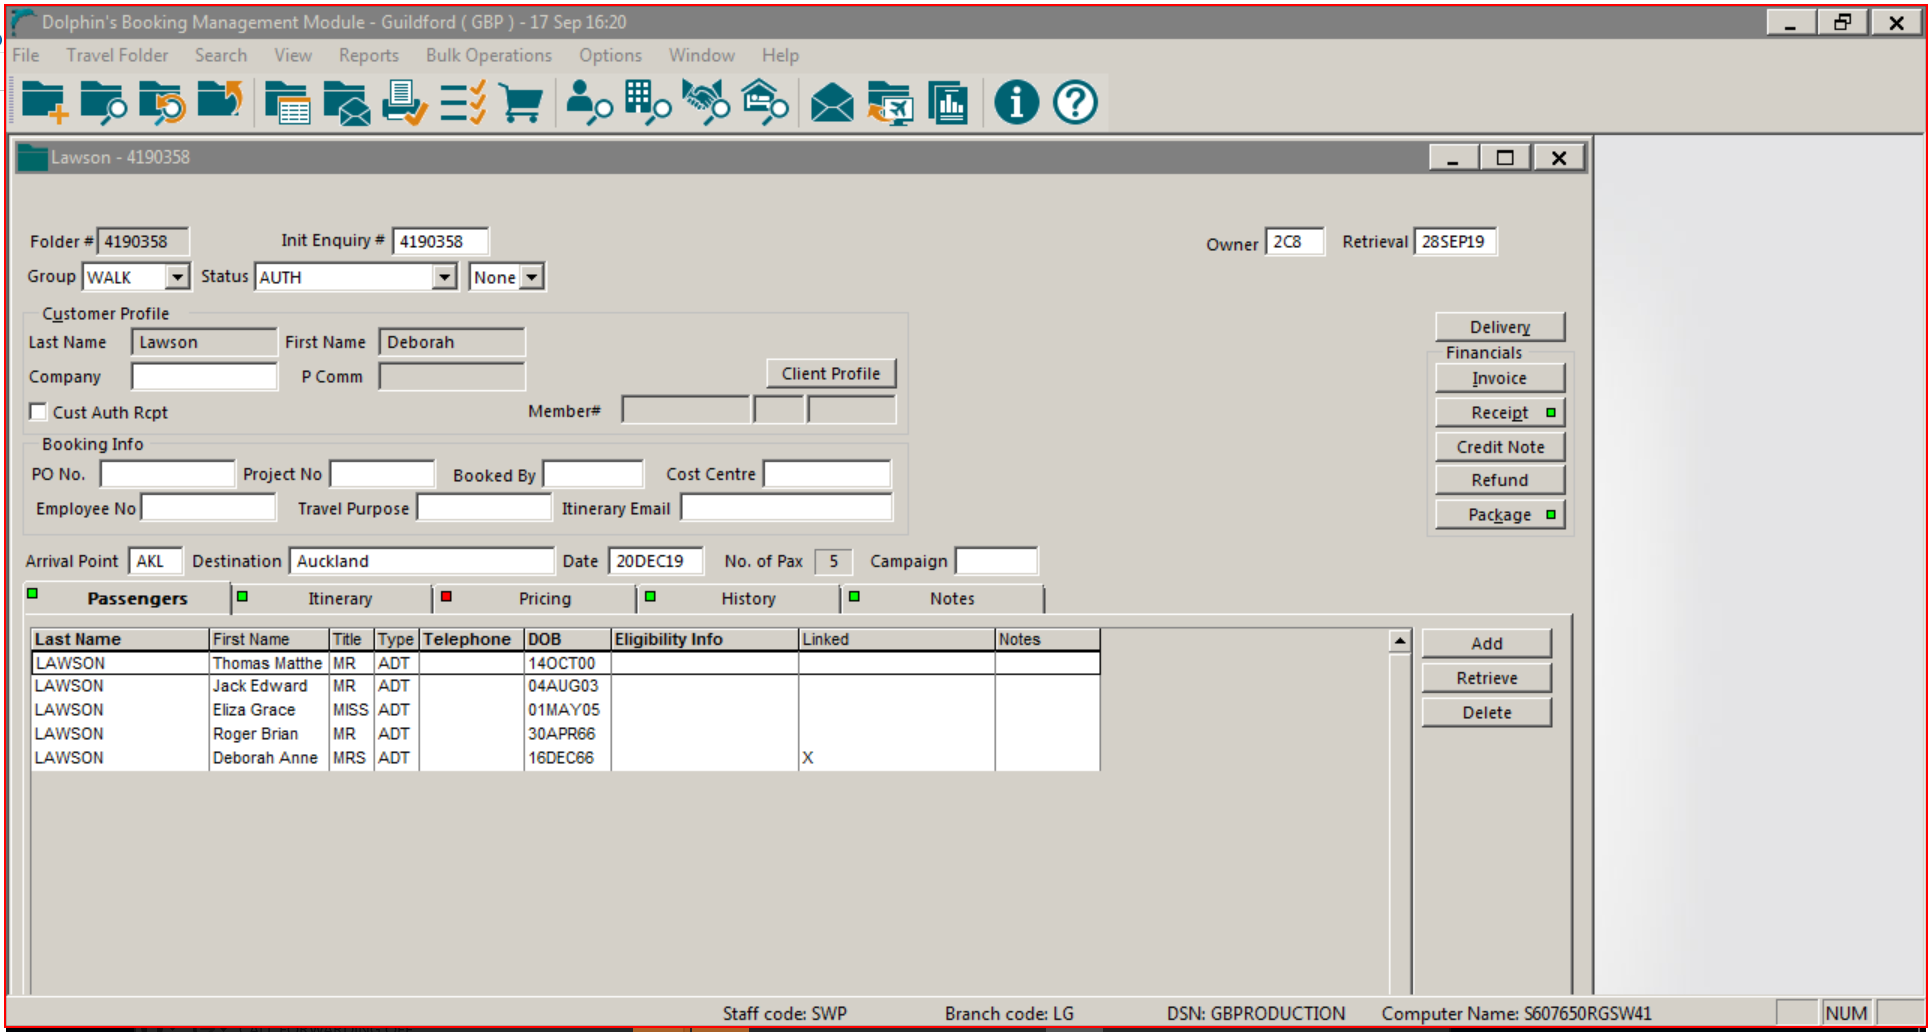 Dolphin's Booking Management Module - Guildford ( GBP ) - 17 Sep 16:20
File Travel Folder Search View Reports Bulk Operations Options Window Help
Lawson - 4190358
Folder # 4190358 Init Enquiry # 4190358 Owner 2C8 Retrieval 28SEP19
Group WALK Status AUTH None
Customer Profile
Last Name Lawson First Name Deborah
Company P Comm Client Profile
Cust Auth Rcpt Member#
Delivery
Financials
Invoice
Receipt
Credit Note
Refund
Package
Booking Info
PO No. Project No Booked By Cost Centre
Employee No Travel Purpose Itinerary Email
Arrival Point AKL Destination Auckland Date 20DEC19 No. of Pax 5 Campaign
Passengers Itinerary Pricing History Notes
Last Name First Name Title Type Telephone DOB Eligibility Info Linked Notes
LAWSON Thomas Matthe MR ADT 14OCT00
LAWSON Jack Edward MR ADT 04AUG03
LAWSON Eliza Grace MISS ADT 01MAY05
LAWSON Roger Brian MR ADT 30APR66
LAWSON Deborah Anne MRS ADT 16DEC66 X
Add
Retrieve
Delete
Staff code: SWP Branch code: LG DSN: GBPRODUCTION Computer Name: S607650RGSW41 NUM